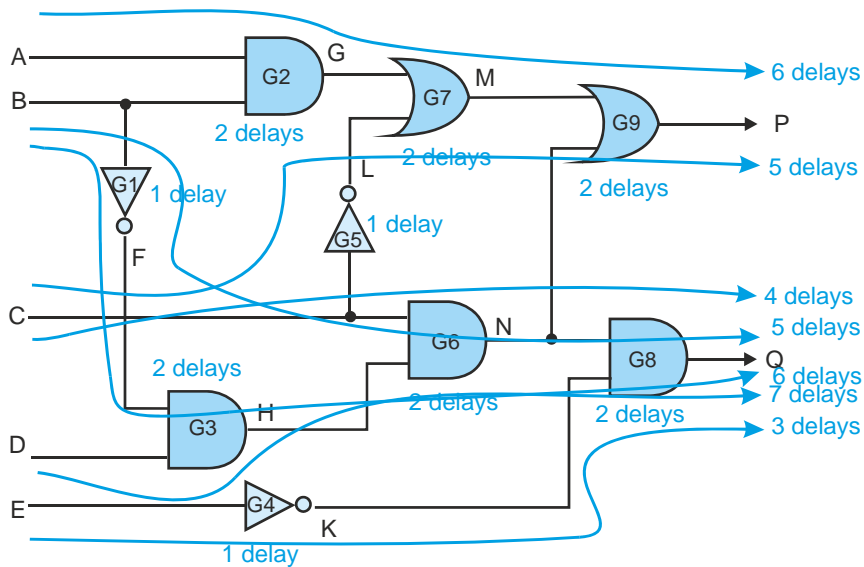 A
G
G2
M
6 delays
B
G7
G9
P
2 delays
L
2 delays
5 delays
G1
1 delay
2 delays
F
G5
1 delay
4 delays
C
N
5 delays
G6
G8
Q
2 delays
6 delays
2 delays
2 delays
7 delays
H
G3
3 delays
D
E
G4
K
1 delay